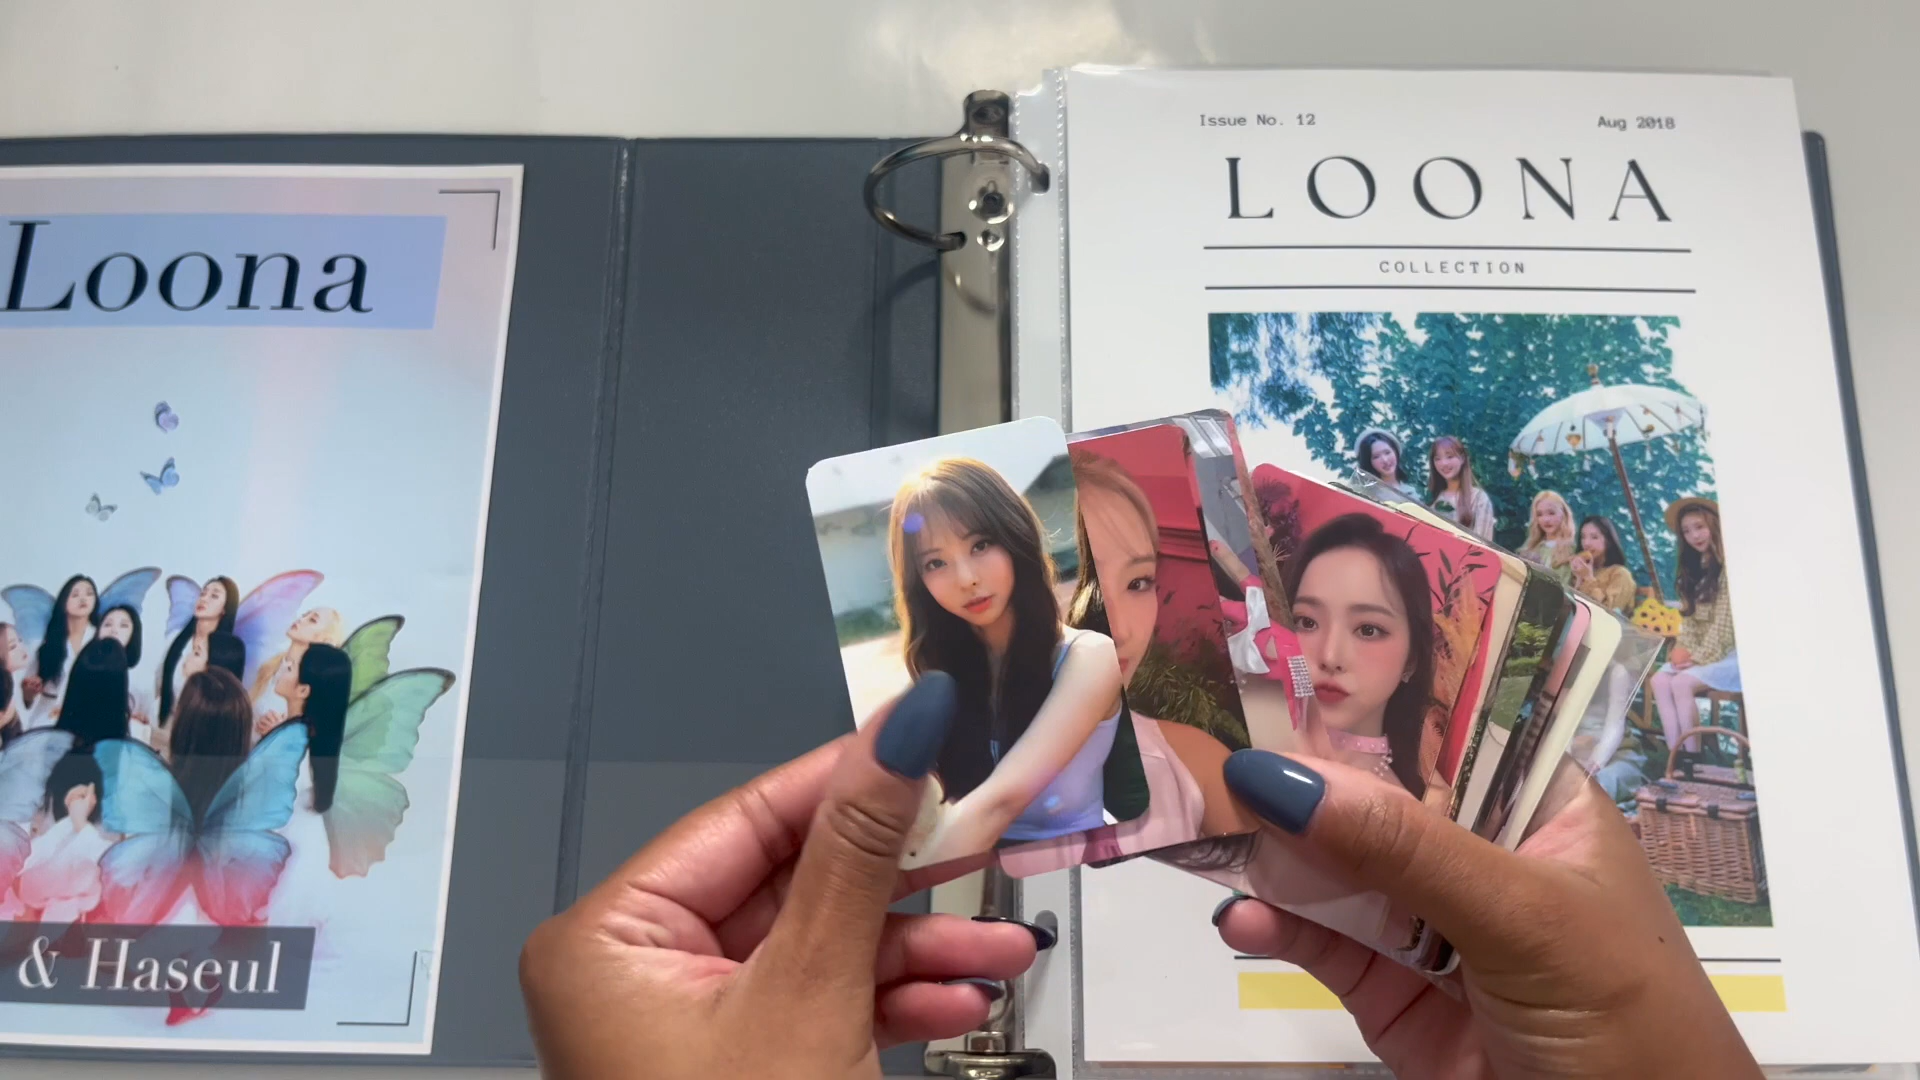 Loona
& Haseul
Issue No. 12
Aug 2018
LOONA
COLLECTION